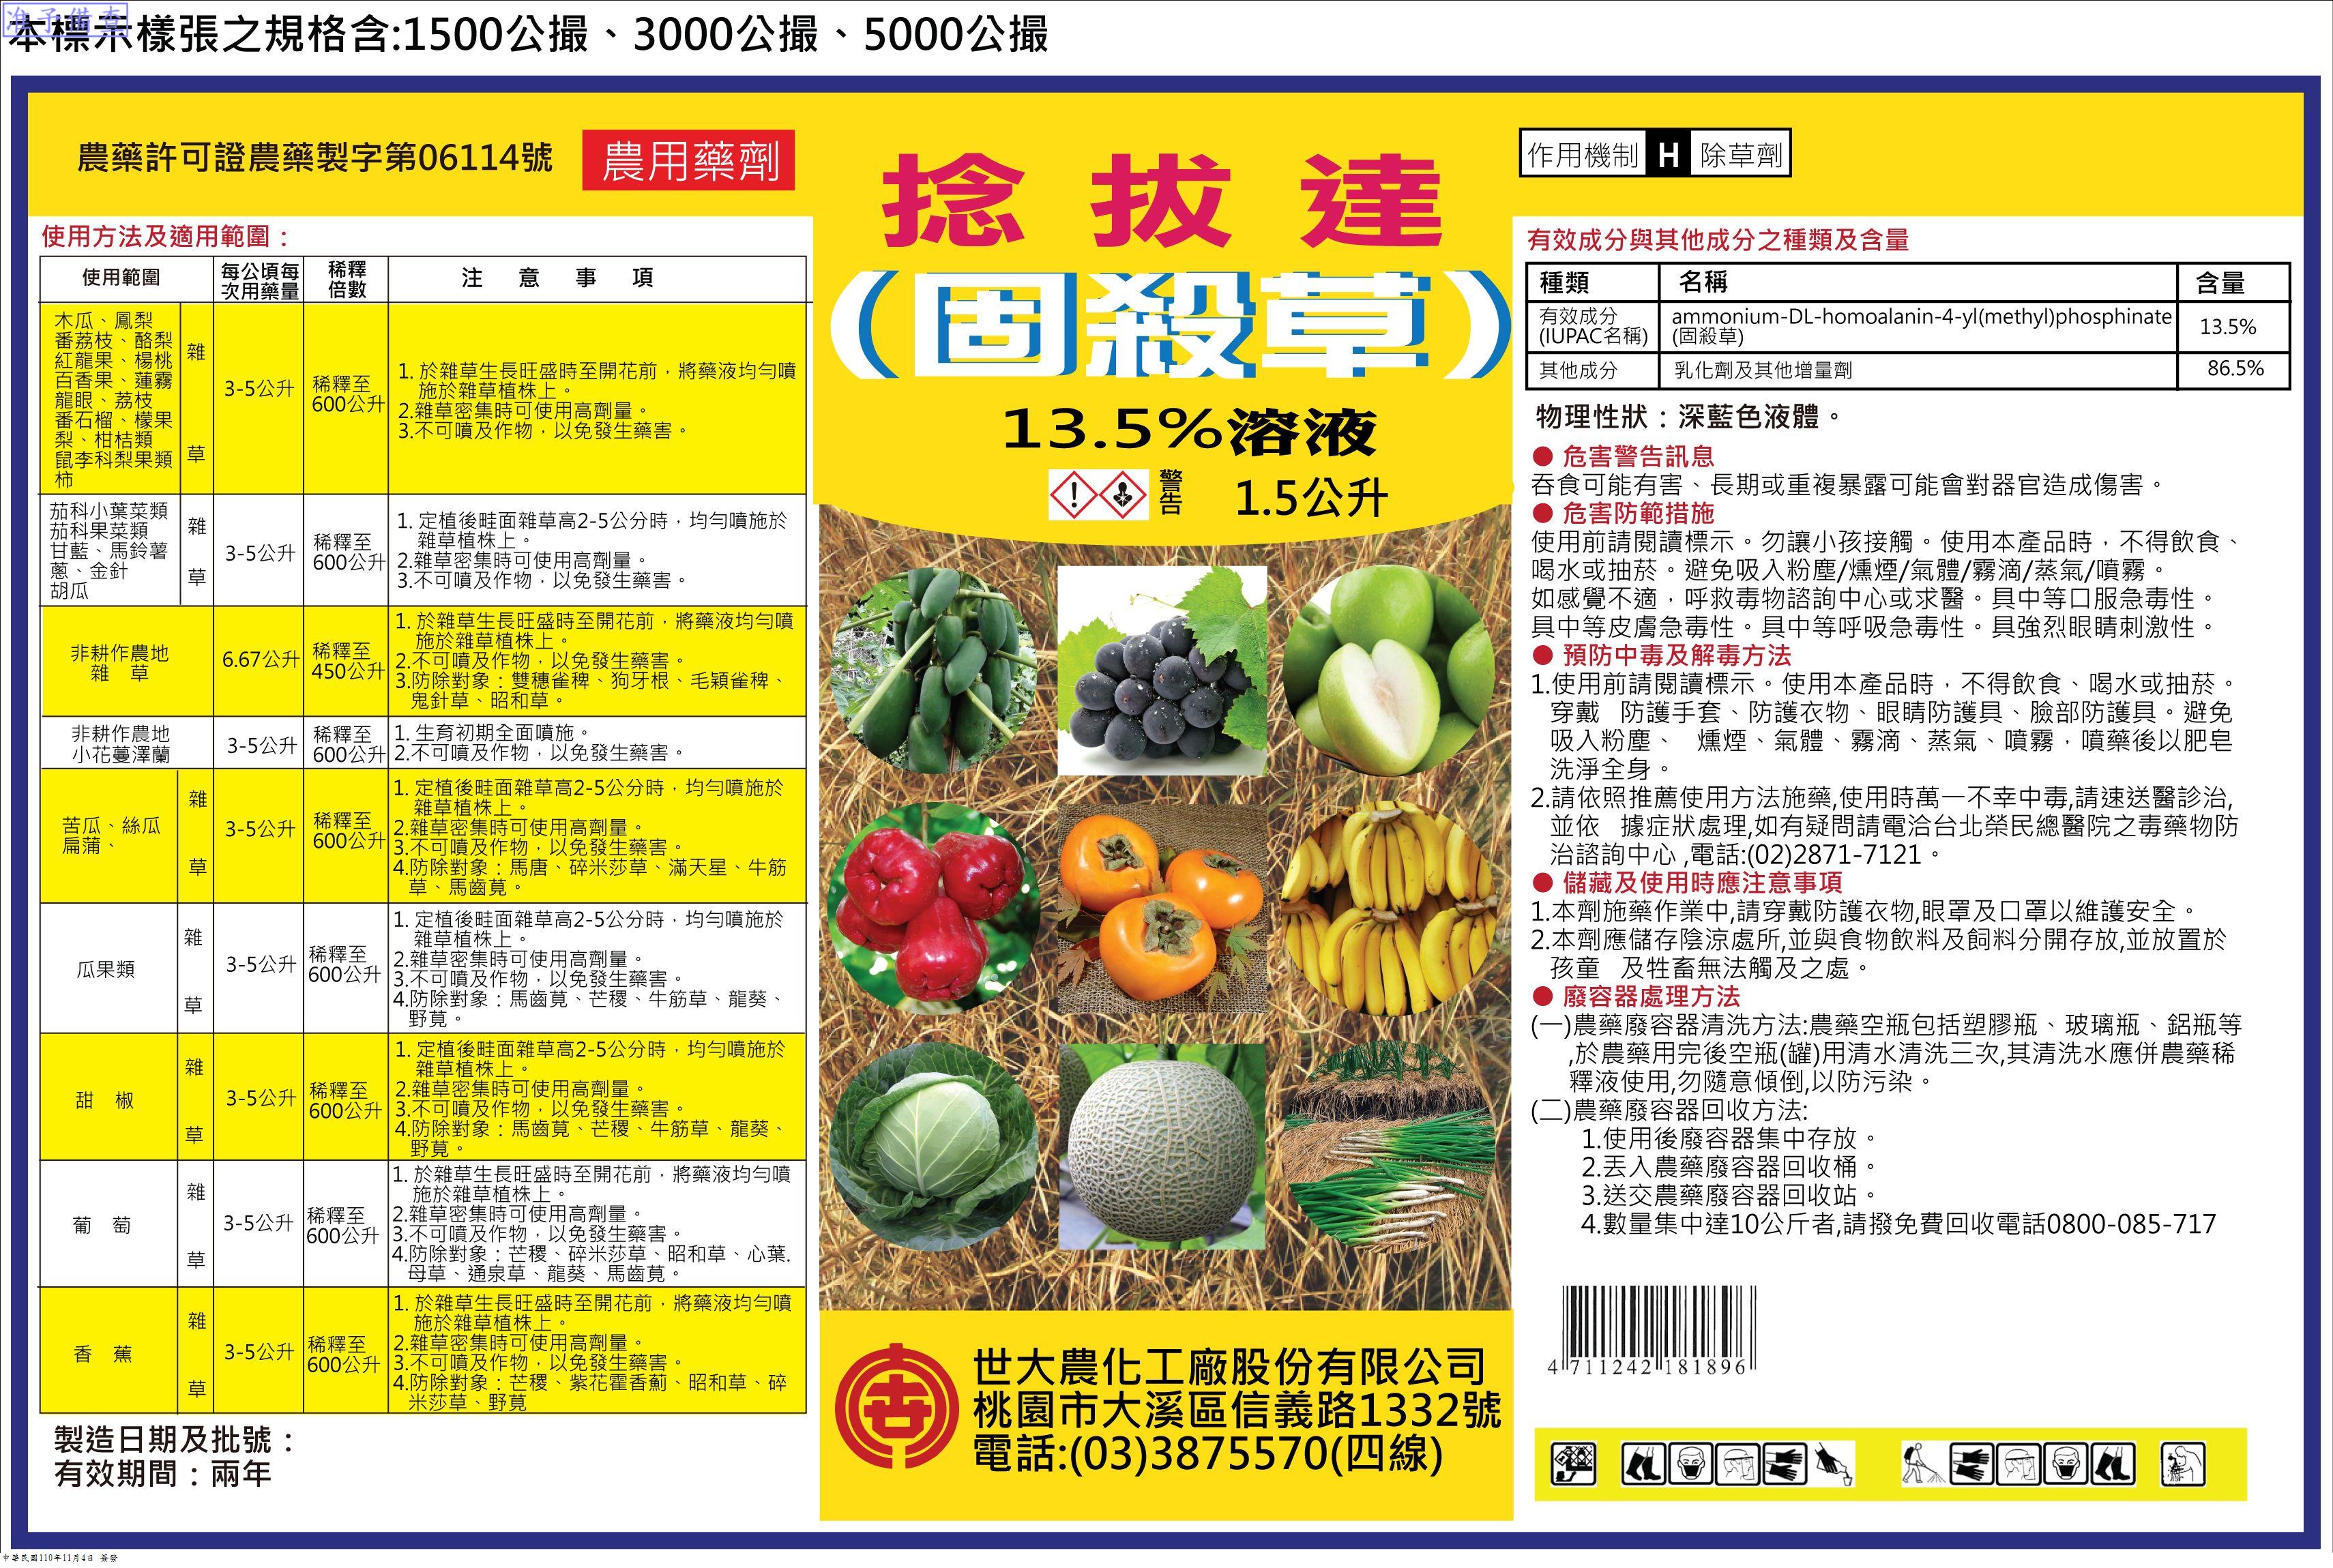 准予備查
本標示樣張之規格含:1500公撮、3000公撮、5000公撮
農藥許可證農藥製字第06114號
農用藥劑
使用方法及適用範圍：
使用範圍 每公頃每次用藥量 稀釋倍數 注 意 事 項
木瓜、鳳梨
番荔枝、酪梨
紅龍果、楊桃
百香果、蓮霧
龍眼、荔枝
番石榴、檬果
梨、柑桔類
鼠李科梨果類
柿
雜
草
3-5公升
稀釋至
600公升
1. 於雜草生長旺盛時至開花前，將藥液均勻噴
施於雜草植株上。
2.雜草密集時可使用高劑量。
3.不可噴及作物，以免發生藥害。
茄科小葉菜類
茄科果菜類
甘藍、馬鈴薯
蔥、金針
胡瓜
雜
草
3-5公升
稀釋至
600公升
1. 定植後畦面雜草高2-5公分時，均勻噴施於
雜草植株上。
2.雜草密集時可使用高劑量。
3.不可噴及作物，以免發生藥害。
非耕作農地
雜 草
6.67公升
稀釋至
450公升
1. 於雜草生長旺盛時至開花前，將藥液均勻噴
施於雜草植株上。
2.不可噴及作物，以免發生藥害。
3.防除對象：雙穗雀稗、狗牙根、毛穎雀稗、
鬼針草、昭和草。
非耕作農地
小花蔓澤蘭
3-5公升
稀釋至
600公升
1. 生育初期全面噴施。
2.不可噴及作物，以免發生藥害。
苦瓜、絲瓜
扁蒲、
雜
草
3-5公升
稀釋至
600公升
1. 定植後畦面雜草高2-5公分時，均勻噴施於
雜草植株上。
2.雜草密集時可使用高劑量。
3.不可噴及作物，以免發生藥害。
4.防除對象：馬唐、碎米莎草、滿天星、牛筋
草、馬齒莧。
瓜果類
雜
草
3-5公升
稀釋至
600公升
1. 定植後畦面雜草高2-5公分時，均勻噴施於
雜草植株上。
2.雜草密集時可使用高劑量。
3.不可噴及作物，以免發生藥害。
4.防除對象：馬齒莧、芒稷、牛筋草、龍葵、
野莧。
甜 椒
雜
草
3-5公升
稀釋至
600公升
1. 定植後畦面雜草高2-5公分時，均勻噴施於
雜草植株上。
2.雜草密集時可使用高劑量。
3.不可噴及作物，以免發生藥害。
4.防除對象：馬齒莧、芒稷、牛筋草、龍葵、
野莧。
葡 萄
雜
草
3-5公升
稀釋至
600公升
1. 於雜草生長旺盛時至開花前，將藥液均勻噴
施於雜草植株上。
2.雜草密集時可使用高劑量。
3.不可噴及作物，以免發生藥害。
4.防除對象：芒稷、碎米莎草、昭和草、心葉.
母草、通泉草、龍葵、馬齒莧。
香 蕉
雜
草
3-5公升
稀釋至
600公升
1. 於雜草生長旺盛時至開花前，將藥液均勻噴
施於雜草植株上。
2.雜草密集時可使用高劑量。
3.不可噴及作物，以免發生藥害。
4.防除對象：芒稷、紫花霍香薊、昭和草、碎
米莎草、野莧
製造日期及批號：
有效期間：兩年
捻拔達
(固殺草)
13.5%溶液
警告
1.5公升
世大農化工廠股份有限公司
桃園市大溪區信義路1332號
電話:(03)3875570(四線)
作用機制 H 除草劑
有效成分與其他成分之種類及含量
種類 名稱 含量
有效成分
(IUPAC名稱)
ammonium-DL-homoalanin-4-yl(methyl)phosphinate
(固殺草)
13.5%
其他成分 乳化劑及其他增量劑 86.5%
物理性狀：深藍色液體。
● 危害警告訊息
吞食可能有害、長期或重複暴露可能會對器官造成傷害。
● 危害防範措施
使用前請閱讀標示。勿讓小孩接觸。使用本產品時，不得飲食、
喝水或抽菸。避免吸入粉塵/燻煙/氣體/霧滴/蒸氣/噴霧。
如感覺不適，呼救毒物諮詢中心或求醫。具中等口服急毒性。
具中等皮膚急毒性。具中等呼吸急毒性。具強烈眼睛刺激性。
● 預防中毒及解毒方法
1.使用前請閱讀標示。使用本產品時，不得飲食、喝水或抽菸。
穿戴 防護手套、防護衣物、眼睛防護具、臉部防護具。避免
吸入粉塵、 燻煙、氣體、霧滴、蒸氣、噴霧，噴藥後以肥皂
洗淨全身。
2.請依照推薦使用方法施藥,使用時萬一不幸中毒,請速送醫診治,
並依 據症狀處理,如有疑問請電洽台北榮民總醫院之毒藥物防
治諮詢中心 ,電話:(02)2871-7121。
● 儲藏及使用時應注意事項
1.本劑施藥作業中,請穿戴防護衣物,眼罩及口罩以維護安全。
2.本劑應儲存陰涼處所,並與食物飲料及飼料分開存放,並放置於
孩童 及牲畜無法觸及之處。
● 廢容器處理方法
(一)農藥廢容器清洗方法:農藥空瓶包括塑膠瓶、玻璃瓶、鋁瓶等
,於農藥用完後空瓶(罐)用清水清洗三次,其清洗水應併農藥稀
釋液使用,勿隨意傾倒,以防污染。
(二)農藥廢容器回收方法:
1.使用後廢容器集中存放。
2.丟入農藥廢容器回收桶。
3.送交農藥廢容器回收站。
4.數量集中達10公斤者,請撥免費回收電話0800-085-717
4 711242 181896
中華民國110年11月4日 簽發